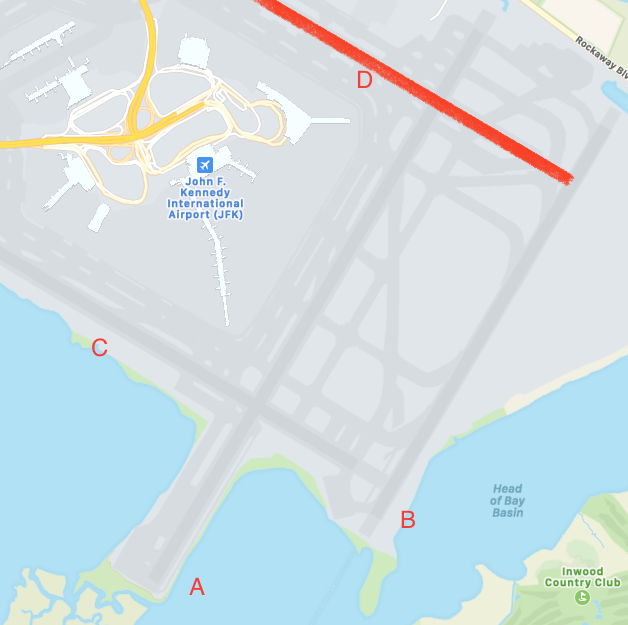 Rockaway Blv
D
John F.
Kennedy
International
Airport (JFK)
C
Head
of Bay
Basin
B
Inwood
Country Club
A